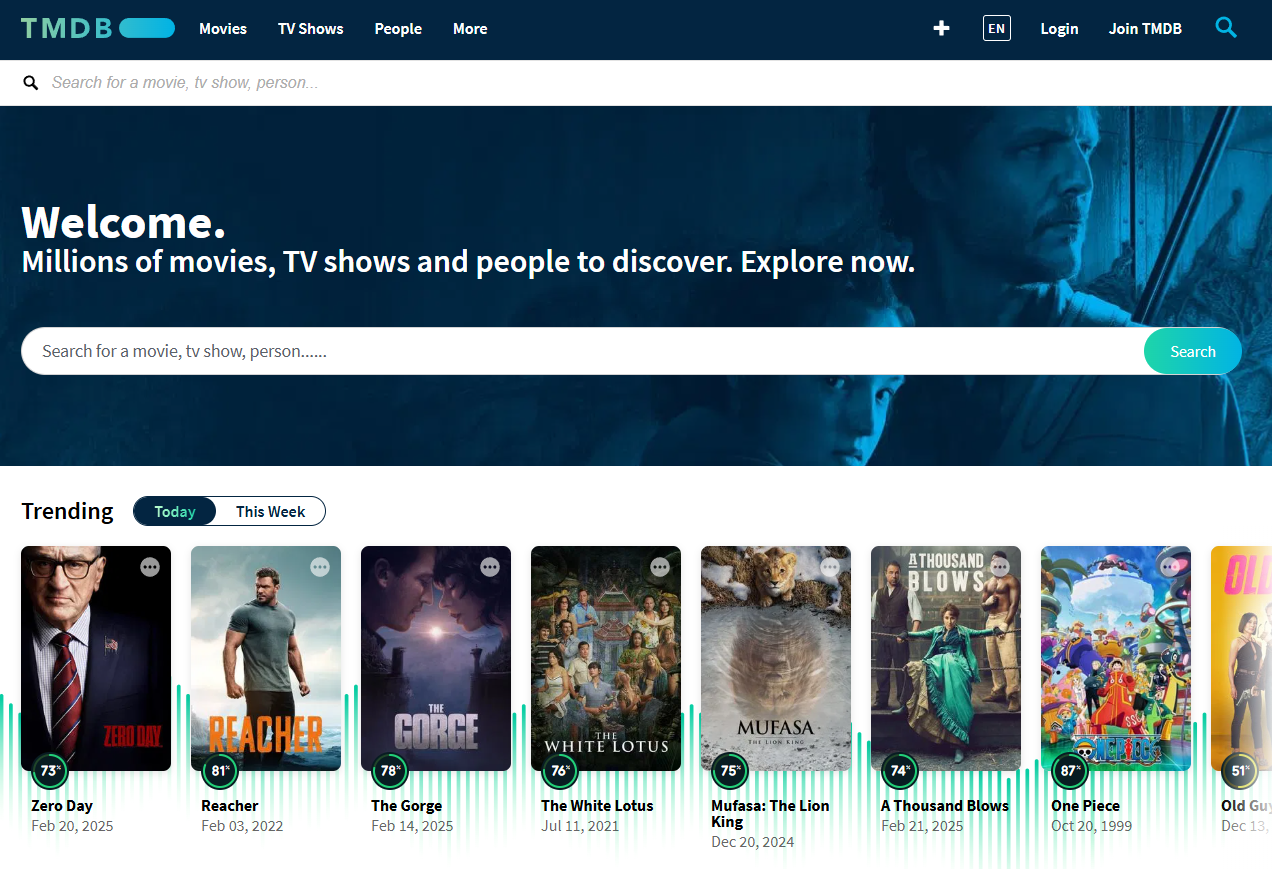 TMDB Movies TV Shows People More EN Login Join TMDB
Search for a movie, tv show, person...
Welcome.
Millions of movies, TV shows and people to discover. Explore now.
Search for a movie, tv show, person...... Search
Trending Today This Week
ZERO DAY
REACHER
THE
GORGE
THE
WHITE LOTUS
MUFASA
THE LION KING
A THOUSAND
BLOWS
ONE PIECE
OLD
73% 81% 78% 76% 75% 74% 87% 51%
Zero Day
Feb 20, 2025
Reacher
Feb 03, 2022
The Gorge
Feb 14, 2025
The White Lotus
Jul 11, 2021
Mufasa: The Lion
King
Dec 20, 2024
A Thousand Blows
Feb 21, 2025
One Piece
Oct 20, 1999
Old Guy
Dec 13,